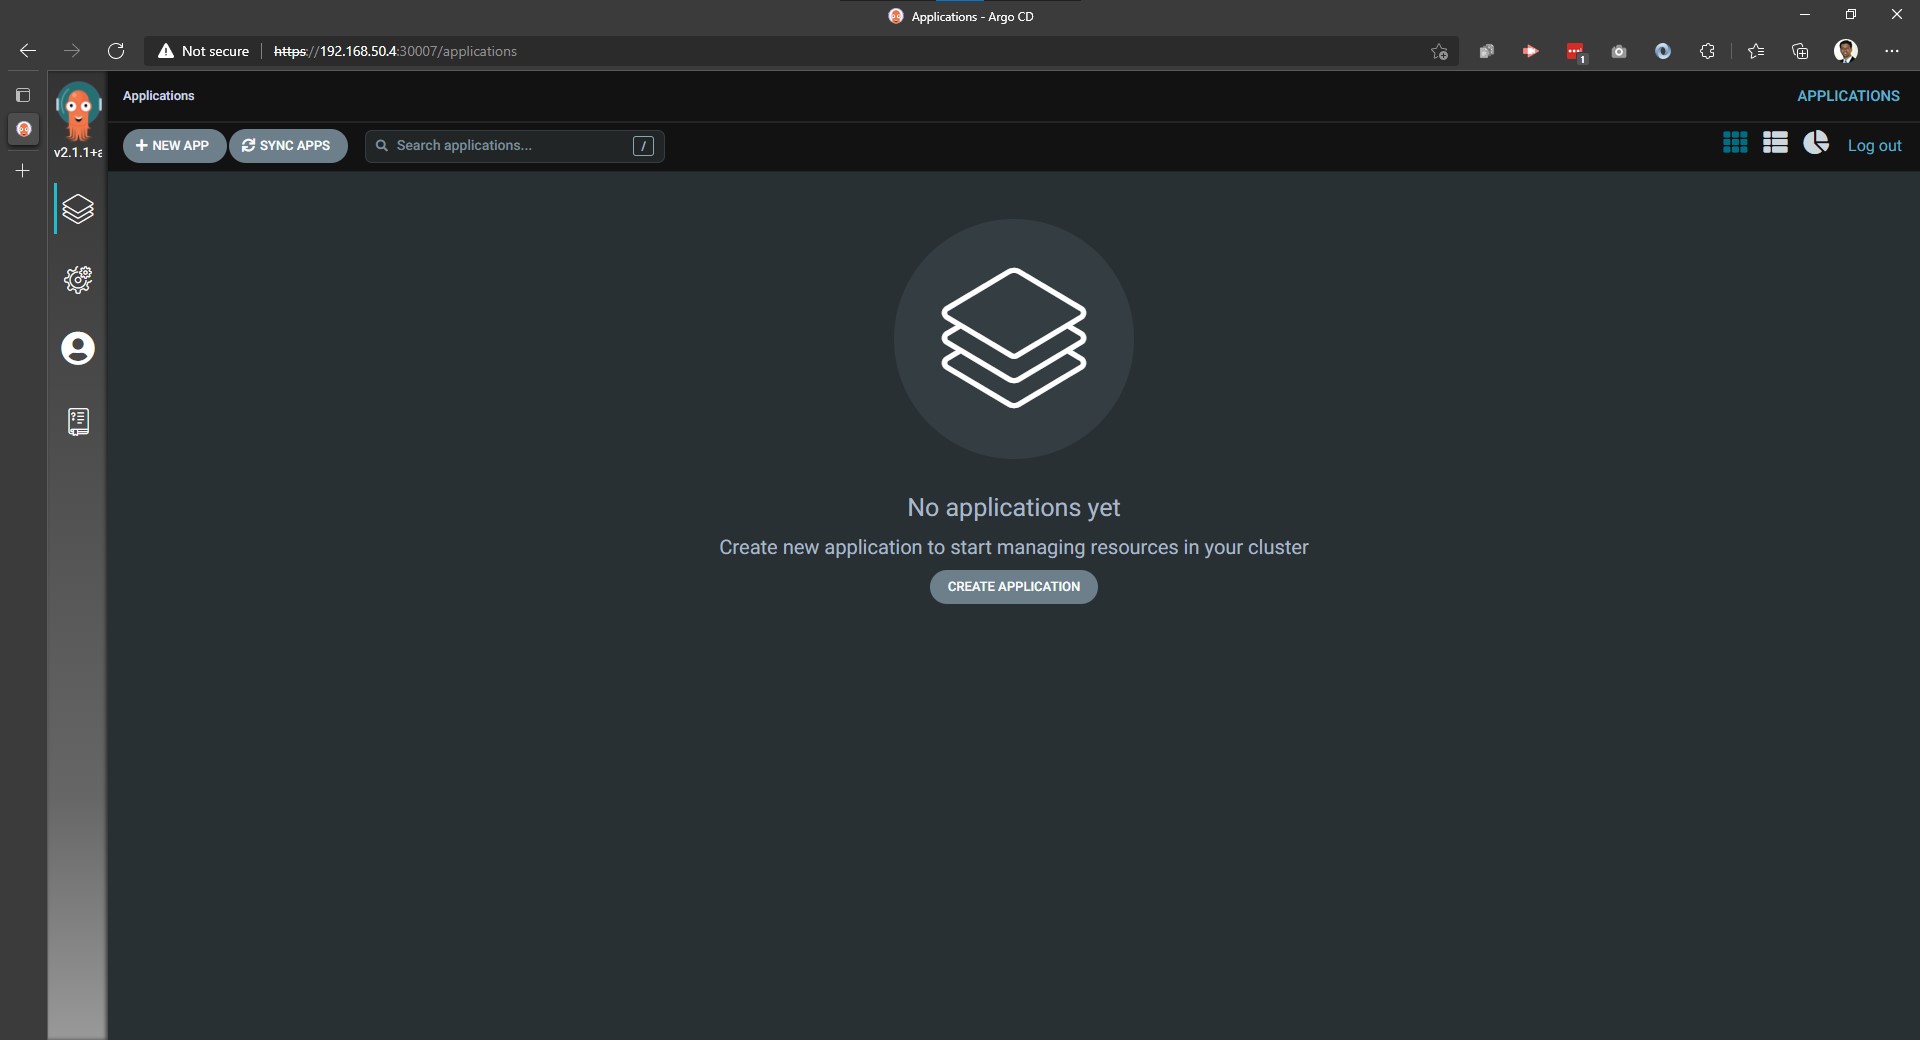 Applications - Argo CD
Not secure https://192.168.50.4:30007/applications
1
Applications
APPLICATIONS
v2.1.1+a
NEW APP
SYNC APPS
Search applications...
/
Log out
No applications yet
Create new application to start managing resources in your cluster
CREATE APPLICATION